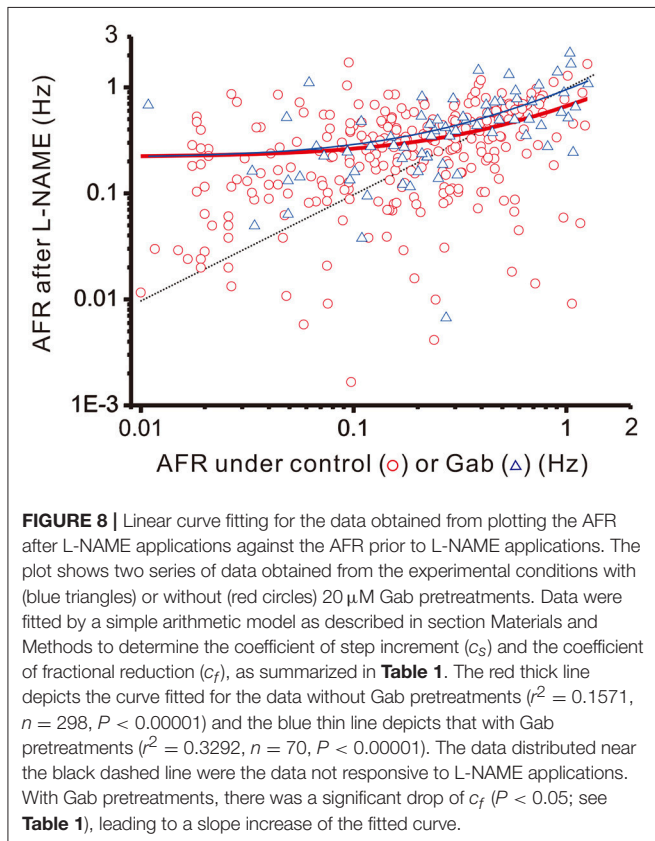 3
1
0.1
0.01
1E-3
AFR after L-NAME (Hz)
0.01
0.1
1
2
AFR under control (○) or Gab (△) (Hz)
FIGURE 8 | Linear curve fitting for the data obtained from plotting the AFR
after L-NAME applications against the AFR prior to L-NAME applications. The
plot shows two series of data obtained from the experimental conditions with
(blue triangles) or without (red circles) 20 μM Gab pretreatments. Data were
fitted by a simple arithmetic model as described in section Materials and
Methods to determine the coefficient of step increment (cs) and the coefficient
of fractional reduction (cf), as summarized in Table 1. The red thick line
depicts the curve fitted for the data without Gab pretreatments (r² = 0.1571,
n = 298, P < 0.00001) and the blue thin line depicts that with Gab
pretreatments (r² = 0.3292, n = 70, P < 0.00001). The data distributed near
the black dashed line were the data not responsive to L-NAME applications.
With Gab pretreatments, there was a significant drop of cf (P < 0.05; see
Table 1), leading to a slope increase of the fitted curve.